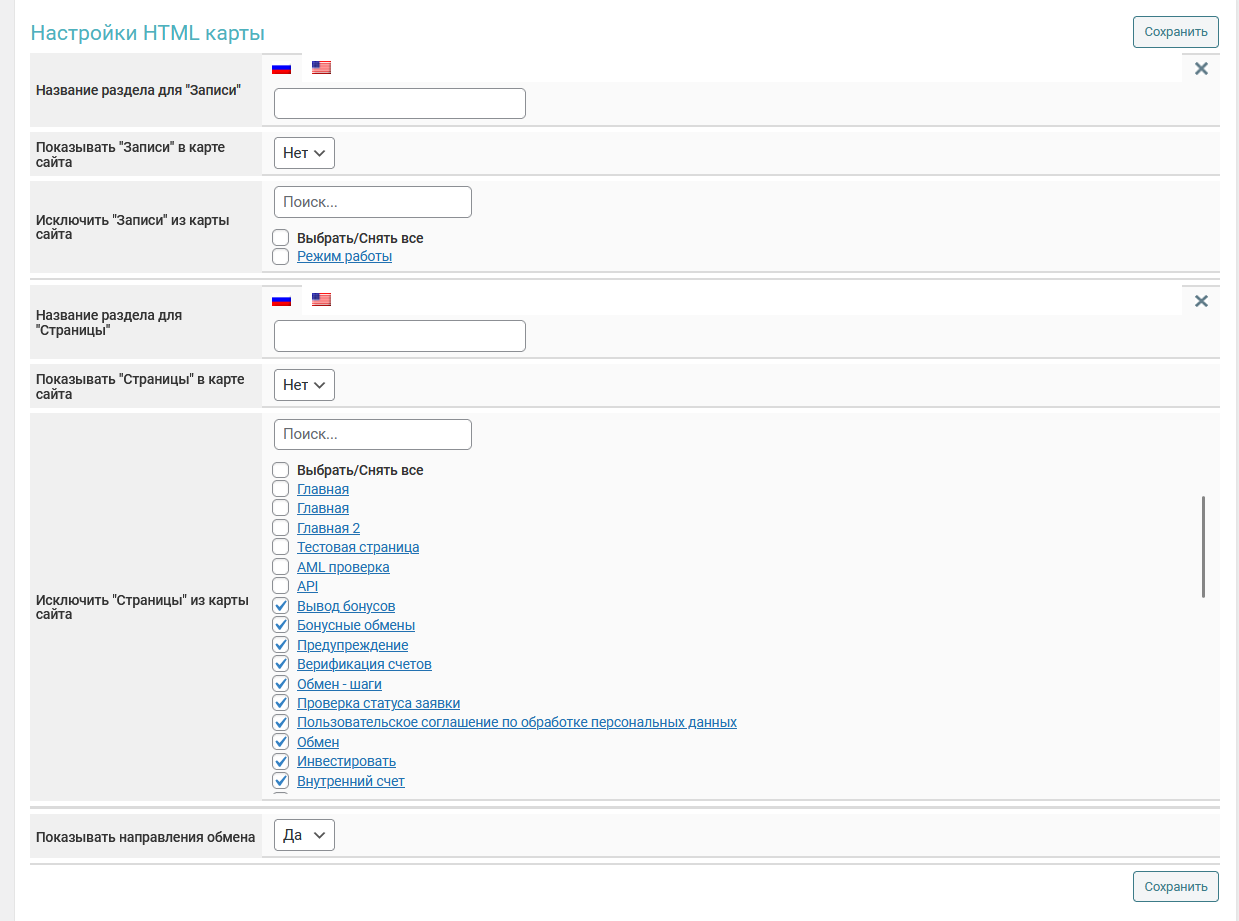 Настройки HTML карты
Сохранить
Название раздела для "Записи"
Показывать "Записи" в карте
сайта
Нет
Исключить "Записи" из карты
сайта
Поиск...
Выбрать/Снять все
Режим работы
Название раздела для
"Страницы"
Показывать "Страницы" в карте
сайта
Нет
Исключить "Страницы" из карты
сайта
Поиск...
Выбрать/Снять все
Главная
Главная
Главная 2
Тестовая страница
AML проверка
API
Вывод бонусов
Бонусные обмены
Предупреждение
Верификация счетов
Обмен - шаги
Проверка статуса заявки
Пользовательское соглашение по обработке персональных данных
Обмен
Инвестировать
Внутренний счет
Показывать направления обмена
Да
Сохранить